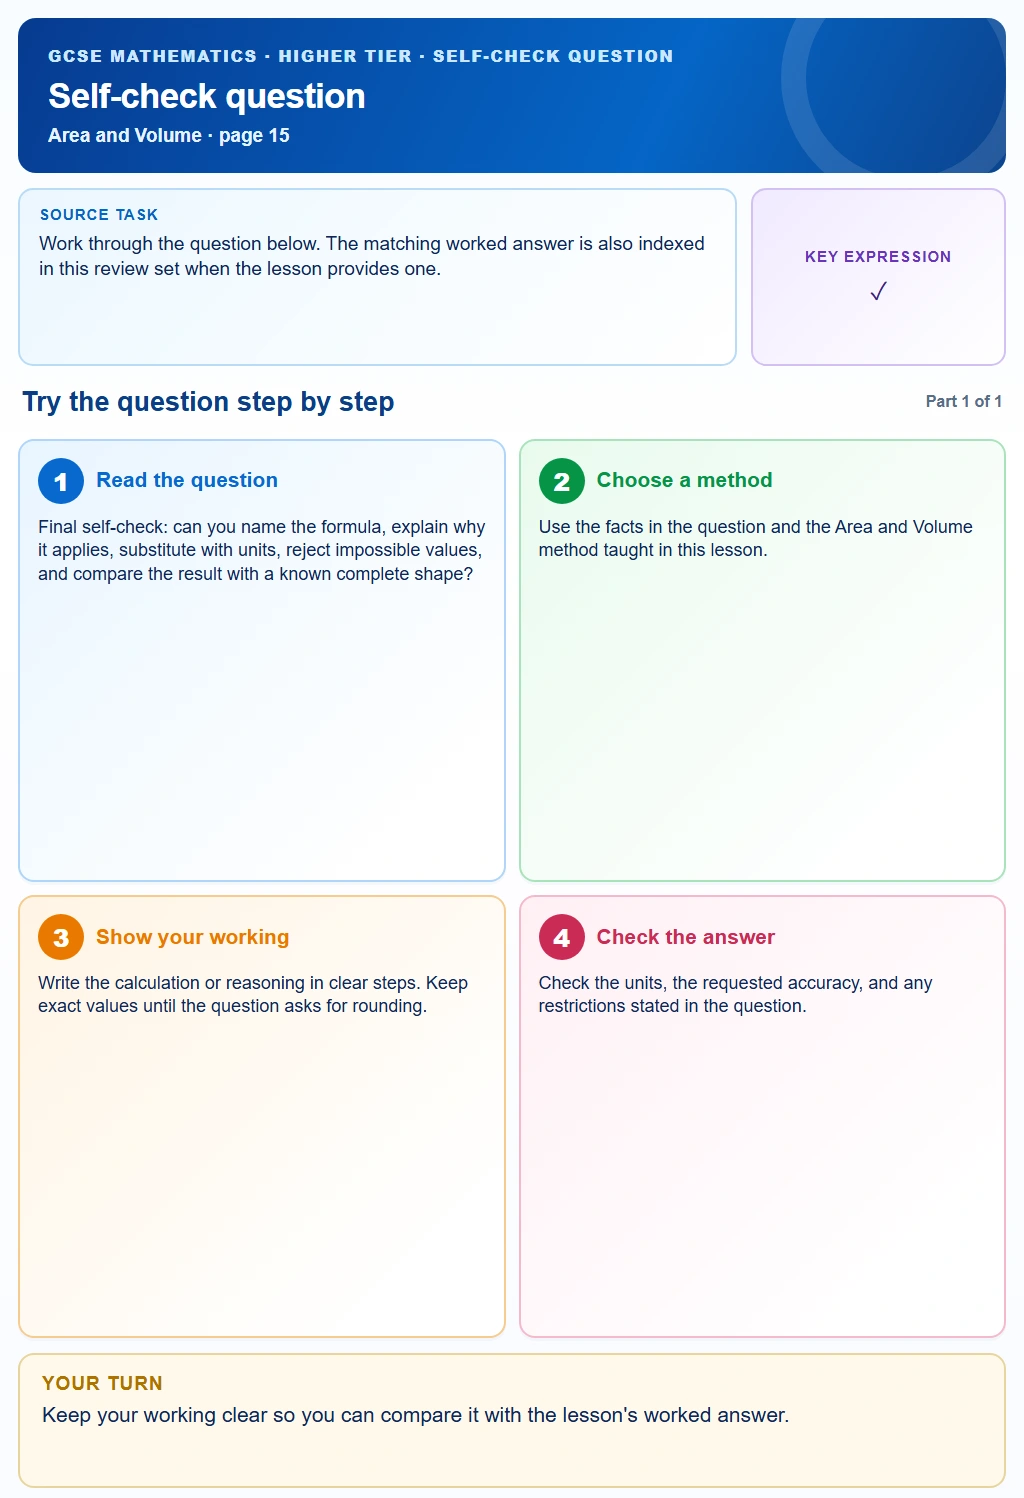 GCSE MATHEMATICS · HIGHER TIER · SELF-CHECK QUESTION
Self-check question
Area and Volume · page 15
SOURCE TASK
Work through the question below. The matching worked answer is also indexed
in this review set when the lesson provides one.
KEY EXPRESSION
✓
Try the question step by step
Part 1 of 1
1 Read the question
Final self-check: can you name the formula, explain why
it applies, substitute with units, reject impossible values,
and compare the result with a known complete shape?
2 Choose a method
Use the facts in the question and the Area and Volume
method taught in this lesson.
3 Show your working
Write the calculation or reasoning in clear steps. Keep
exact values until the question asks for rounding.
4 Check the answer
Check the units, the requested accuracy, and any
restrictions stated in the question.
YOUR TURN
Keep your working clear so you can compare it with the lesson's worked answer.